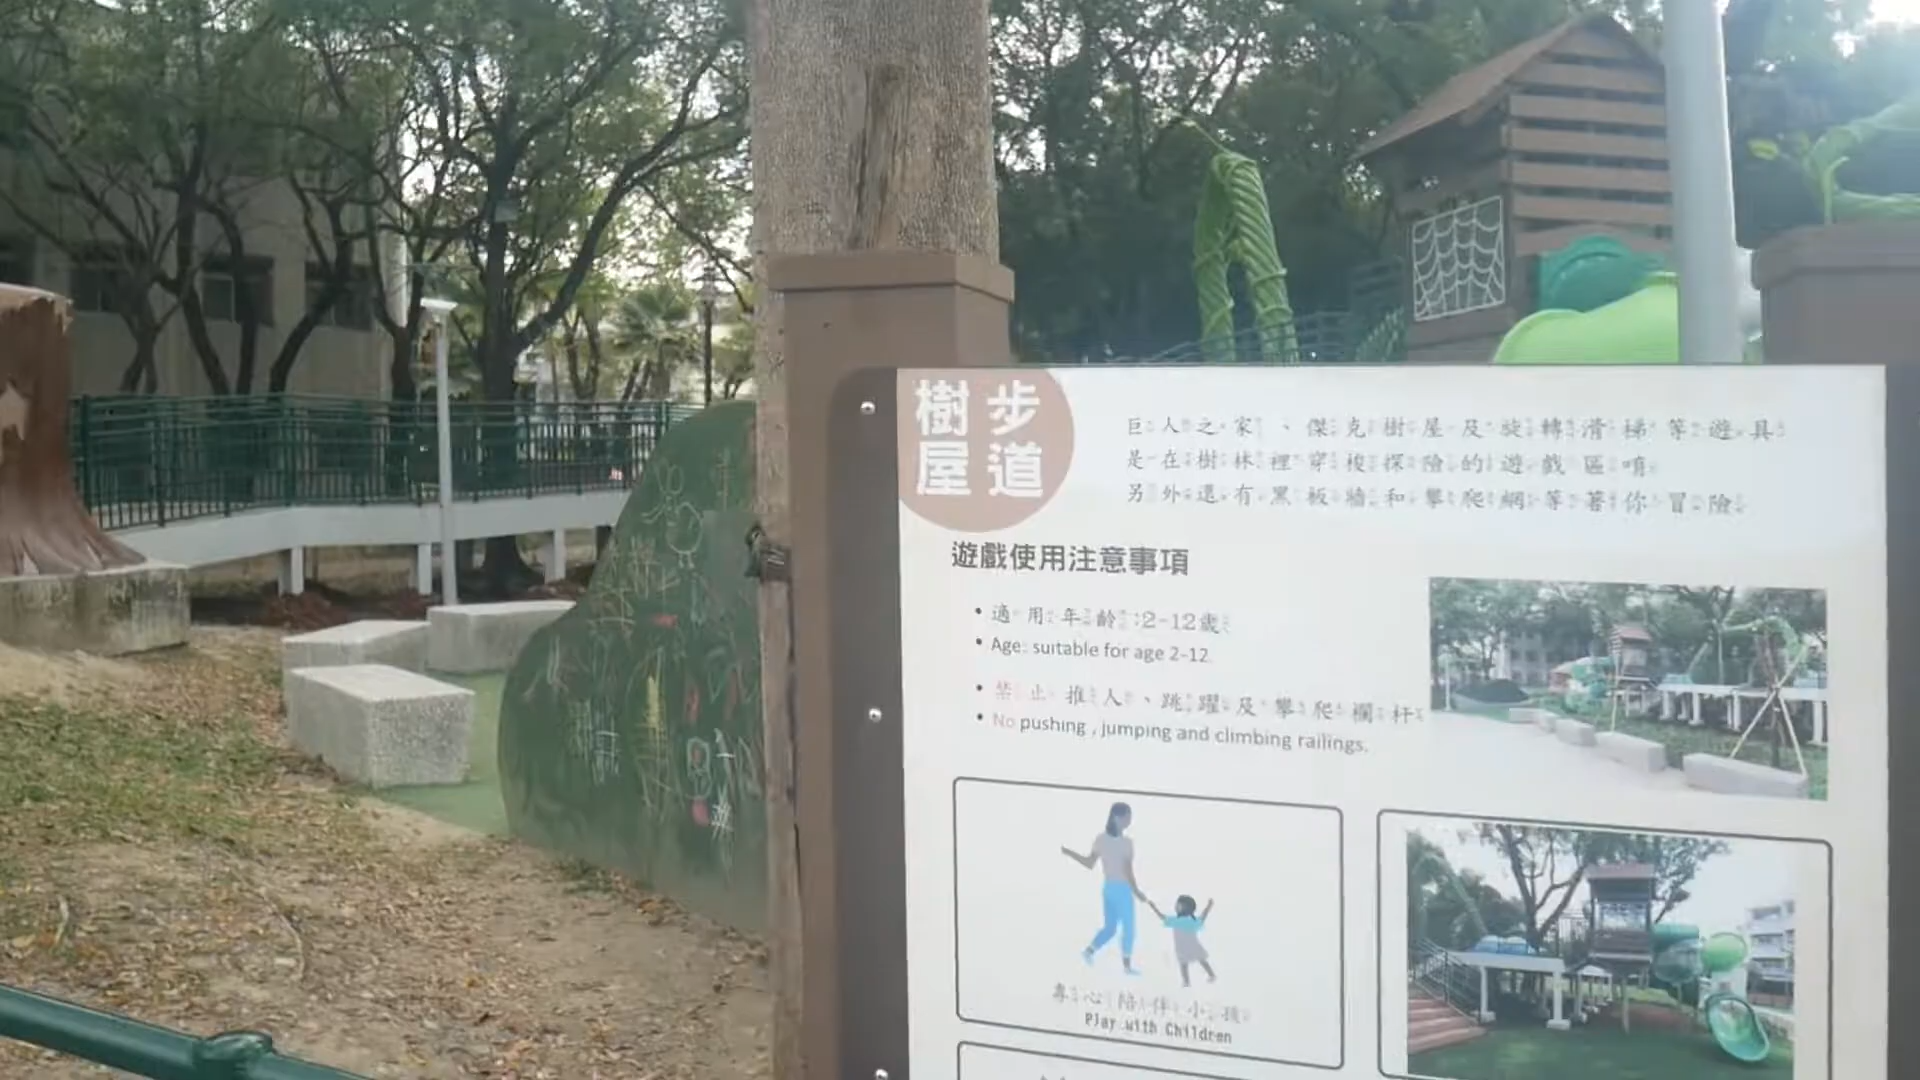 樹屋
步道
巨人之家、傑克樹屋及旋轉滑梯等遊具
是在樹林裡穿梭探險的遊戲區唷
另外還有黑板牆和攀爬網等著你冒險
遊戲使用注意事項
• 適用年齡:2-12歲
• Age: suitable for age 2-12
• 禁止推人、跳躍及攀爬欄杆
• No pushing , jumping and climbing railings.
專心陪伴小孩
Play with Children